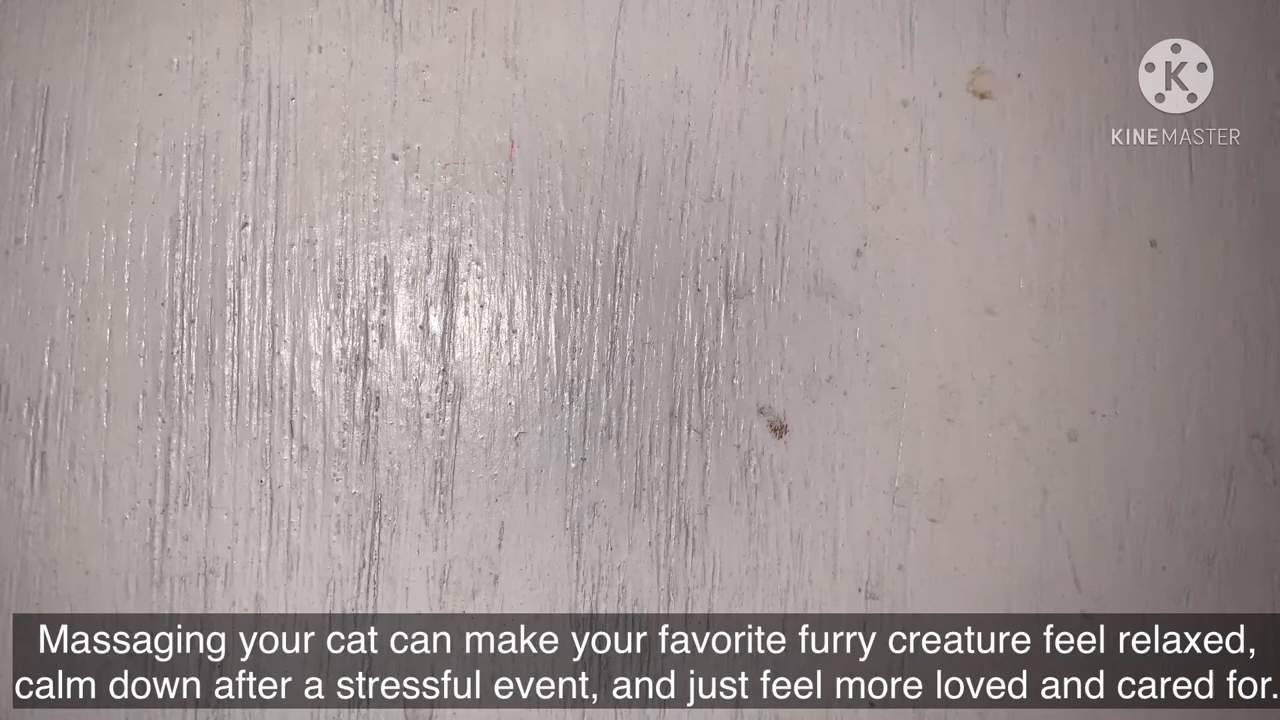 K
KINEMASTER
Massaging your cat can make your favorite furry creature feel relaxed,
calm down after a stressful event, and just feel more loved and cared for.